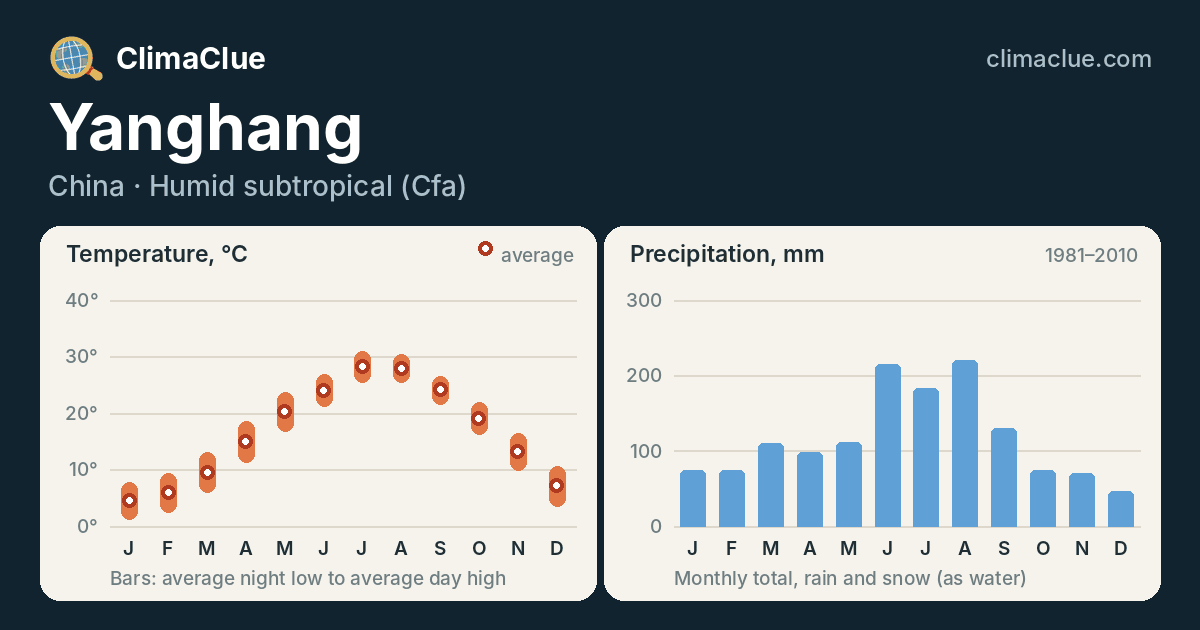 ClimaClue
climaclue.com
Yanghang
China · Humid subtropical (Cfa)
Temperature, °C
average
40°
30°
20°
10°
0°
J F M A M J J A S O N D
Bars: average night low to average day high
Precipitation, mm
1981–2010
300
200
100
0
J F M A M J J A S O N D
Monthly total, rain and snow (as water)